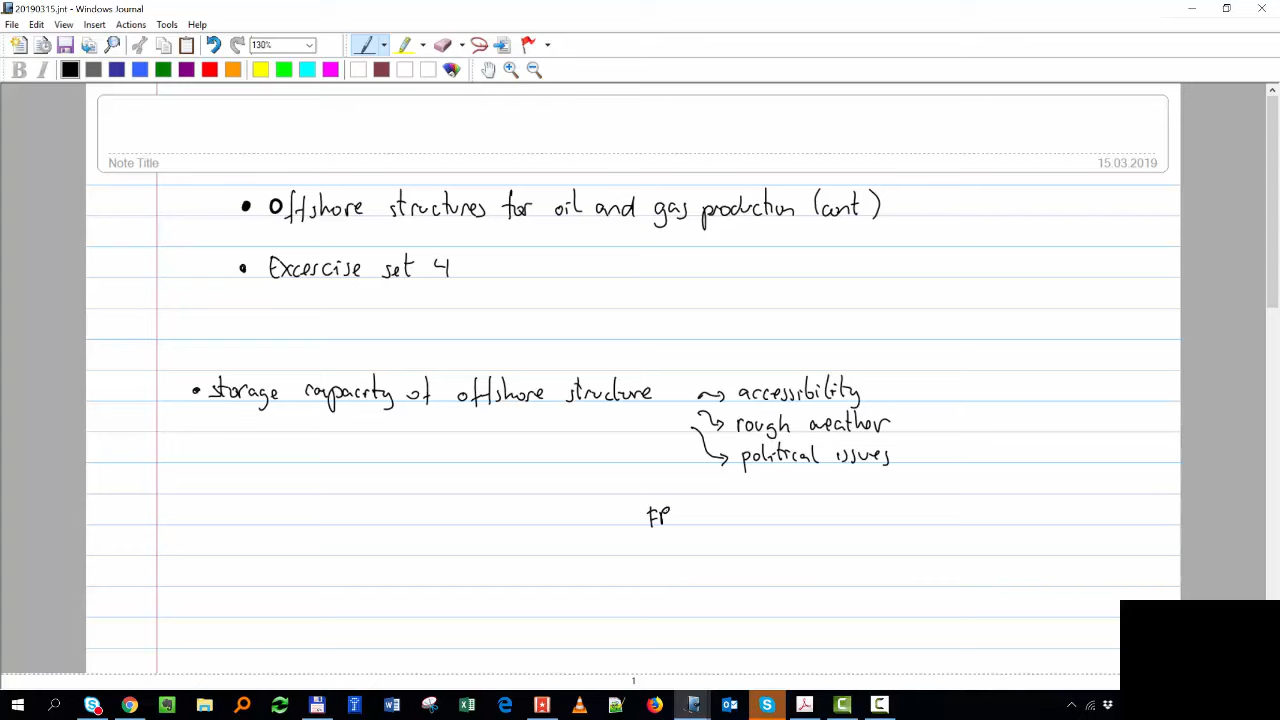 20190315.jnt - Windows Journal
File Edit View Insert Actions Tools Help
130%
B I
Note Title
15.03.2019
• Offshore structures for oil and gas production (cont)
• Excercise set 4
• Storage capacity of offshore structure → accessibility
→ rough weather
→ political issues
FP
1